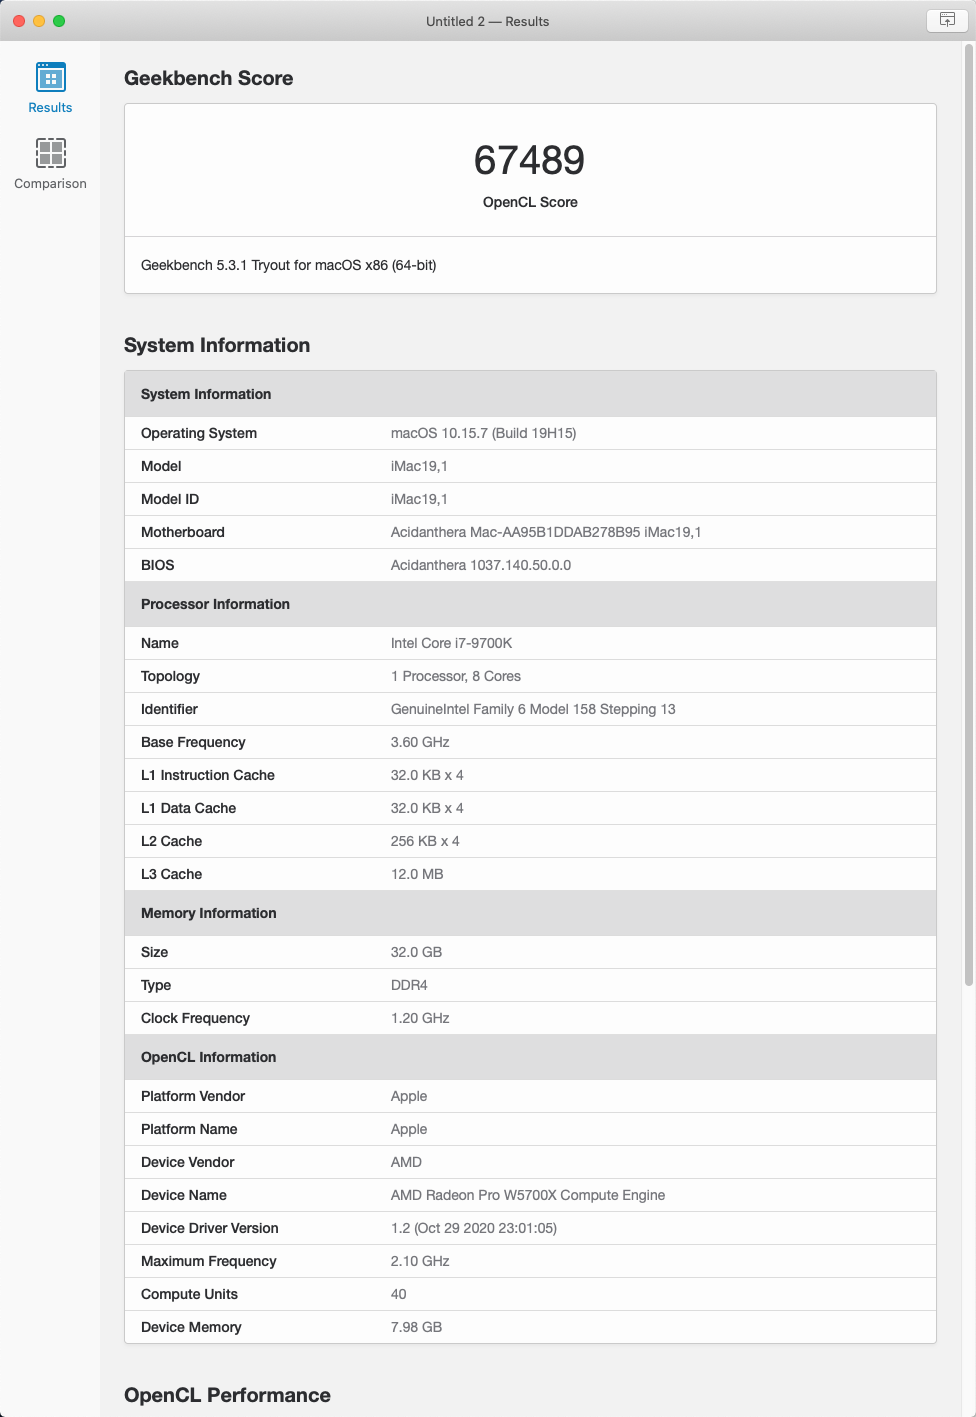 Untitled 2 — Results
Results
Comparison
Geekbench Score
67489
OpenCL Score
Geekbench 5.3.1 Tryout for macOS x86 (64-bit)
System Information
System Information
Operating System macOS 10.15.7 (Build 19H15)
Model iMac19,1
Model ID iMac19,1
Motherboard Acidanthera Mac-AA95B1DDAB278B95 iMac19,1
BIOS Acidanthera 1037.140.50.0.0
Processor Information
Name Intel Core i7-9700K
Topology 1 Processor, 8 Cores
Identifier GenuineIntel Family 6 Model 158 Stepping 13
Base Frequency 3.60 GHz
L1 Instruction Cache 32.0 KB x 4
L1 Data Cache 32.0 KB x 4
L2 Cache 256 KB x 4
L3 Cache 12.0 MB
Memory Information
Size 32.0 GB
Type DDR4
Clock Frequency 1.20 GHz
OpenCL Information
Platform Vendor Apple
Platform Name Apple
Device Vendor AMD
Device Name AMD Radeon Pro W5700X Compute Engine
Device Driver Version 1.2 (Oct 29 2020 23:01:05)
Maximum Frequency 2.10 GHz
Compute Units 40
Device Memory 7.98 GB
OpenCL Performance